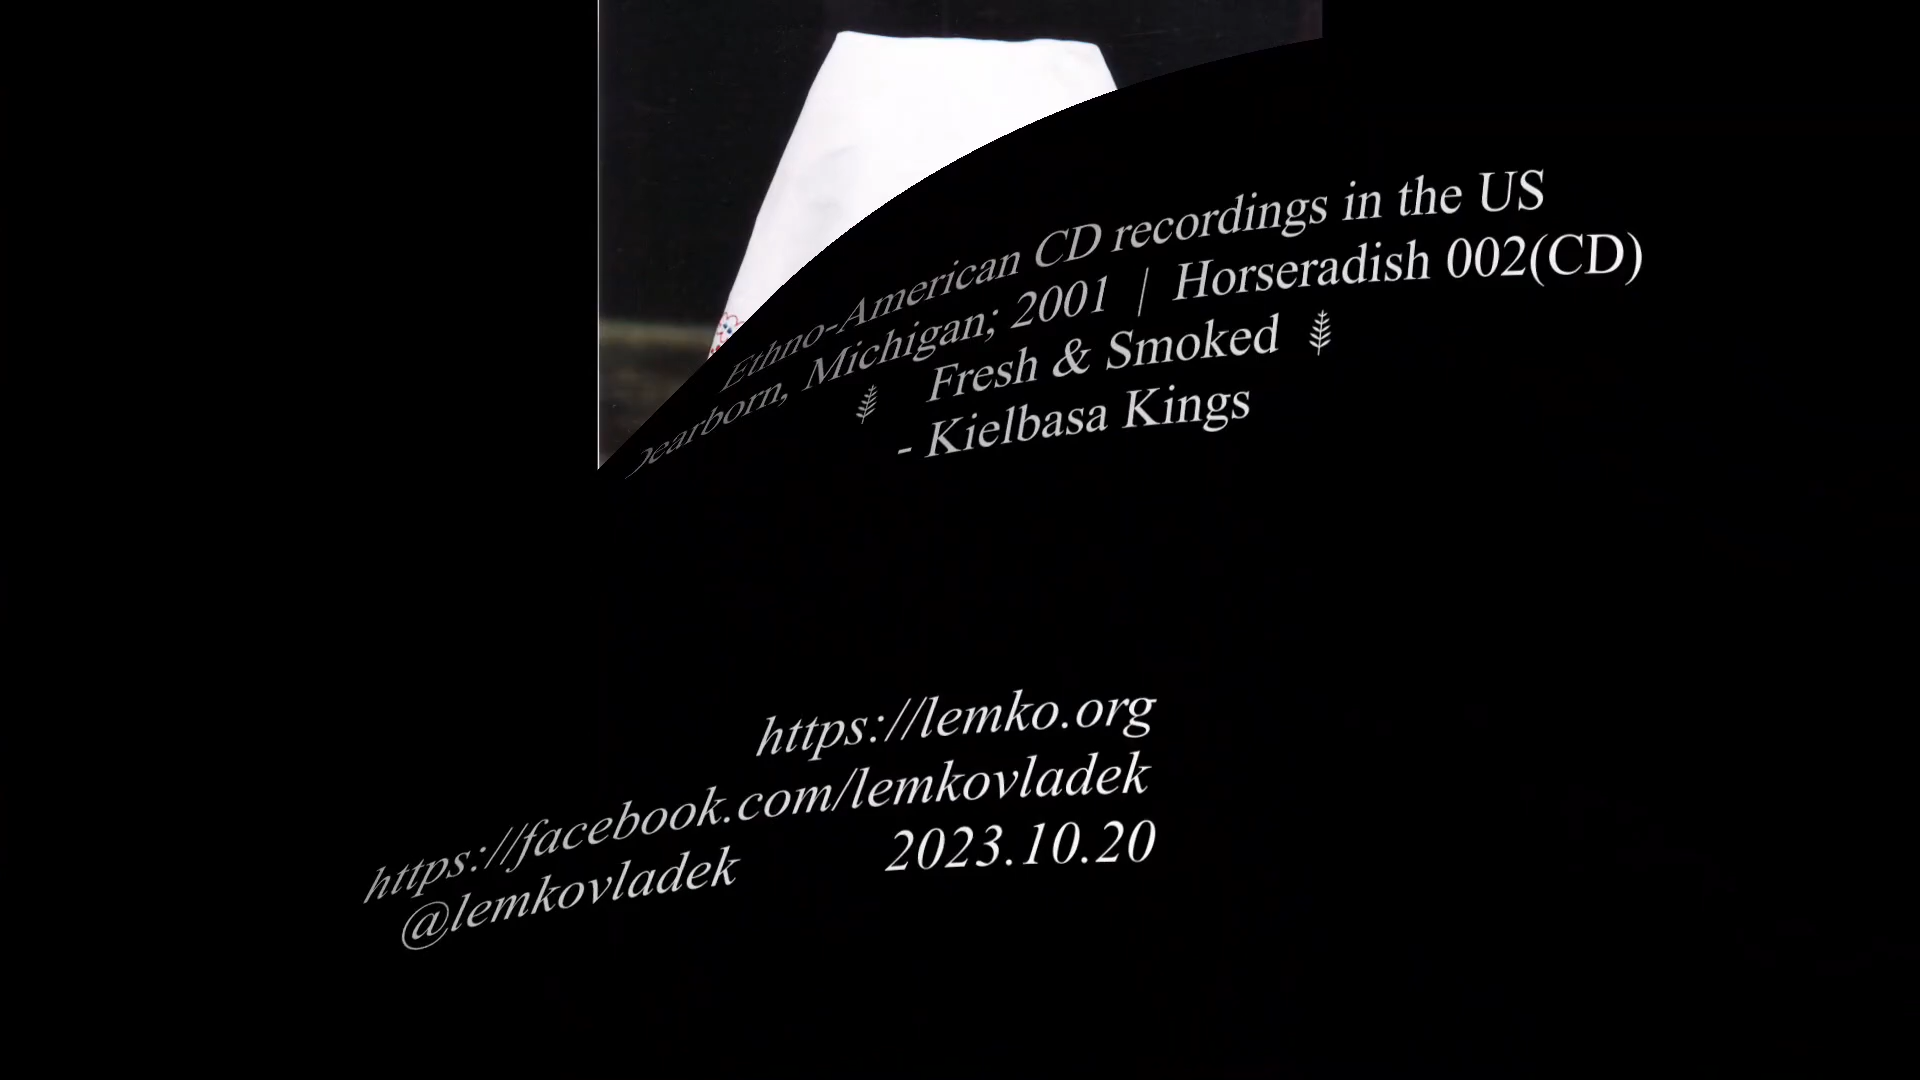 Ethno-American CD recordings in the US
Dearborn, Michigan; 2001 | Horseradish 002(CD)
Fresh & Smoked
- Kielbasa Kings
https://lemko.org
https://facebook.com/lemkovladek
@lemkovladek 2023.10.20